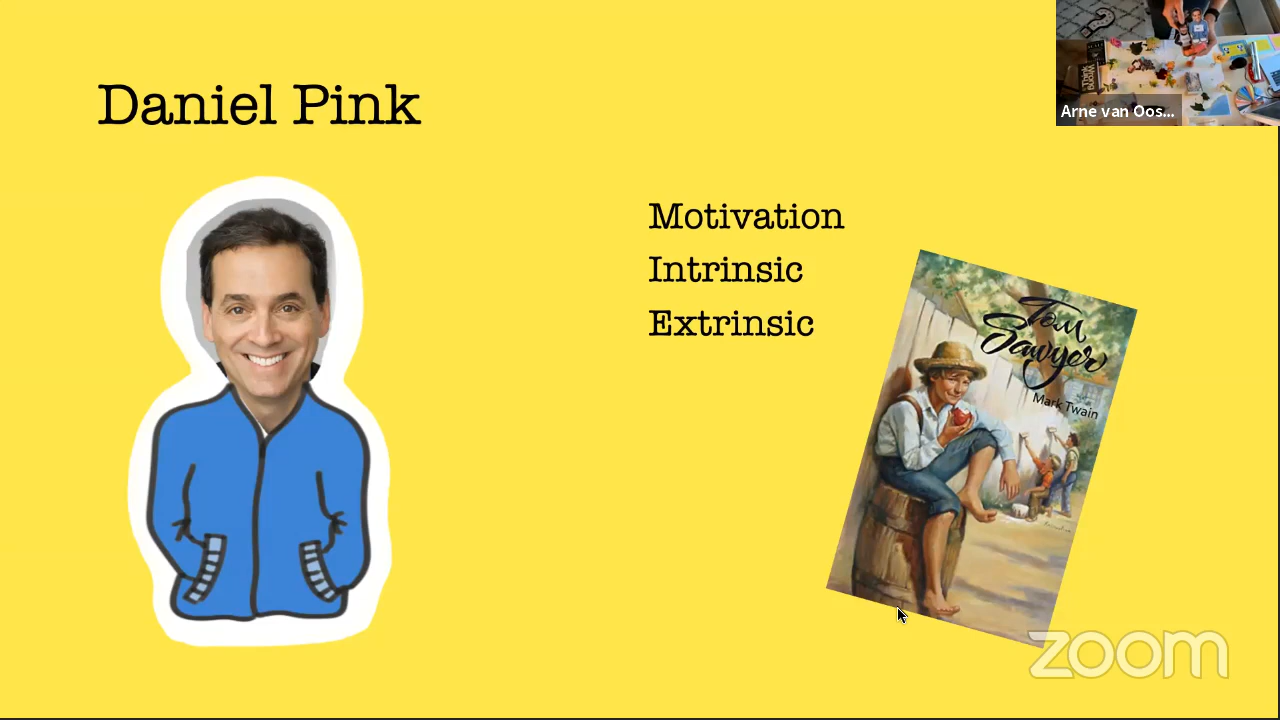 Daniel Pink
Arne van Oos...
Motivation
Intrinsic
Extrinsic
Tom
Sawyer
Mark Twain
zoom